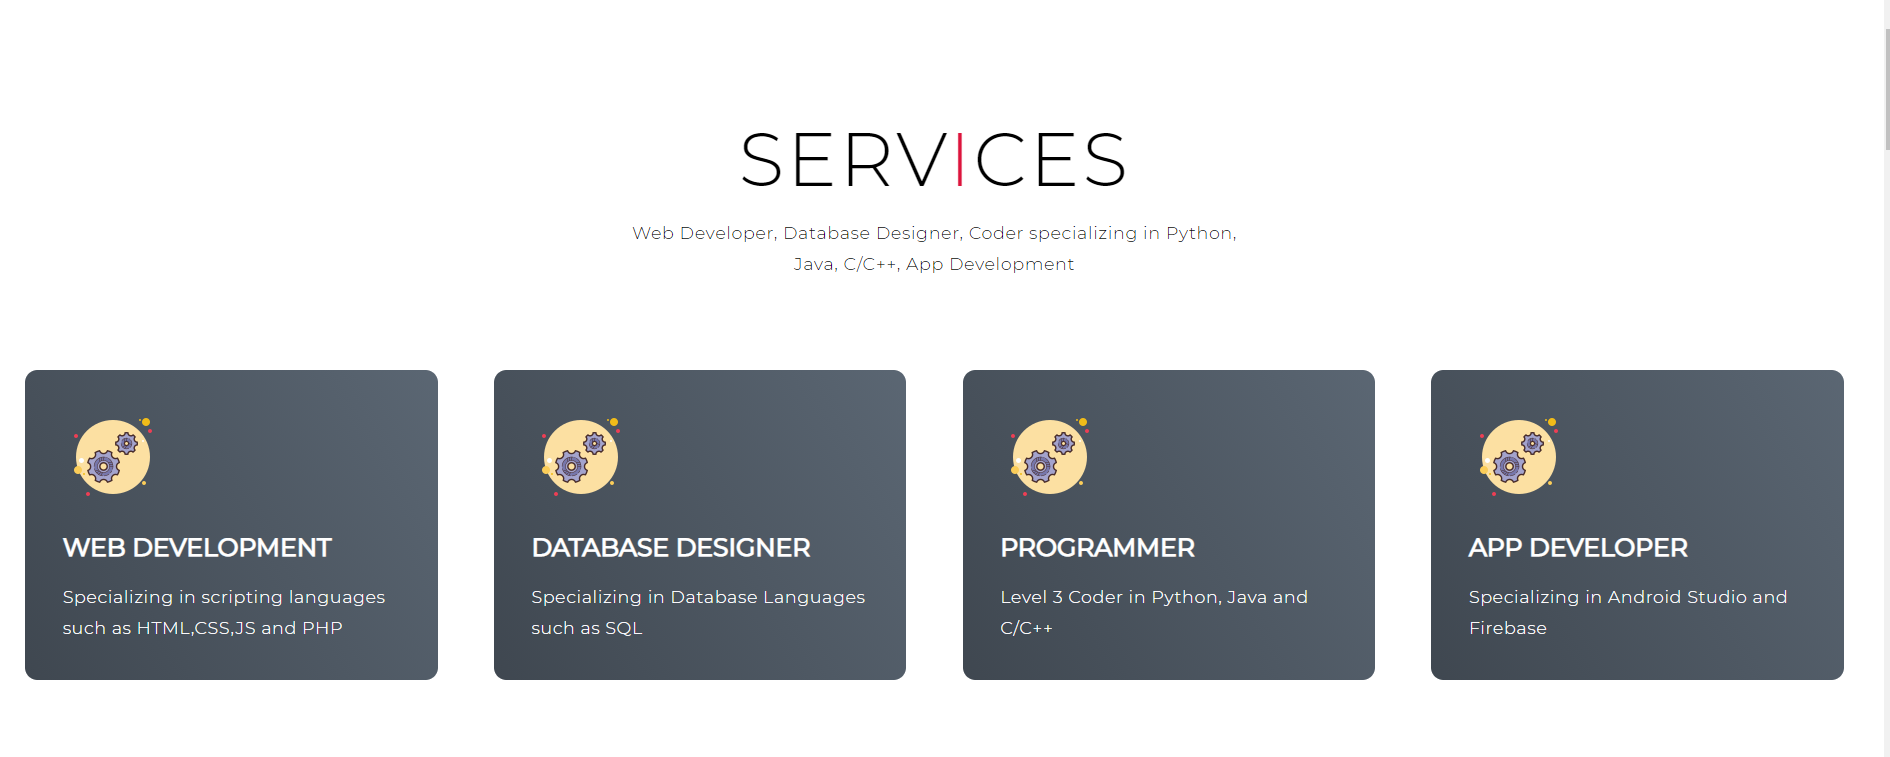 SERVICES
Web Developer, Database Designer, Coder specializing in Python,
Java, C/C++, App Development
WEB DEVELOPMENT
Specializing in scripting languages
such as HTML,CSS,JS and PHP
DATABASE DESIGNER
Specializing in Database Languages
such as SQL
PROGRAMMER
Level 3 Coder in Python, Java and
C/C++
APP DEVELOPER
Specializing in Android Studio and
Firebase